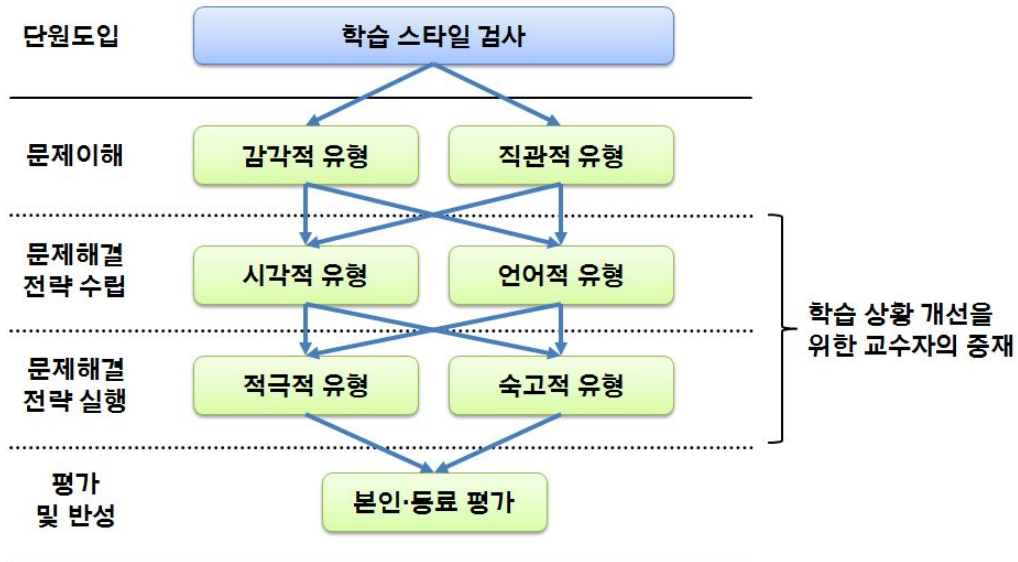 단원도입
학습 스타일 검사
문제이해
감각적 유형
직관적 유형
문제해결
전략 수립
시각적 유형
언어적 유형
학습 상황 개선을
위한 교수자의 중재
문제해결
전략 실행
적극적 유형
숙고적 유형
평가
및 반성
본인·동료 평가